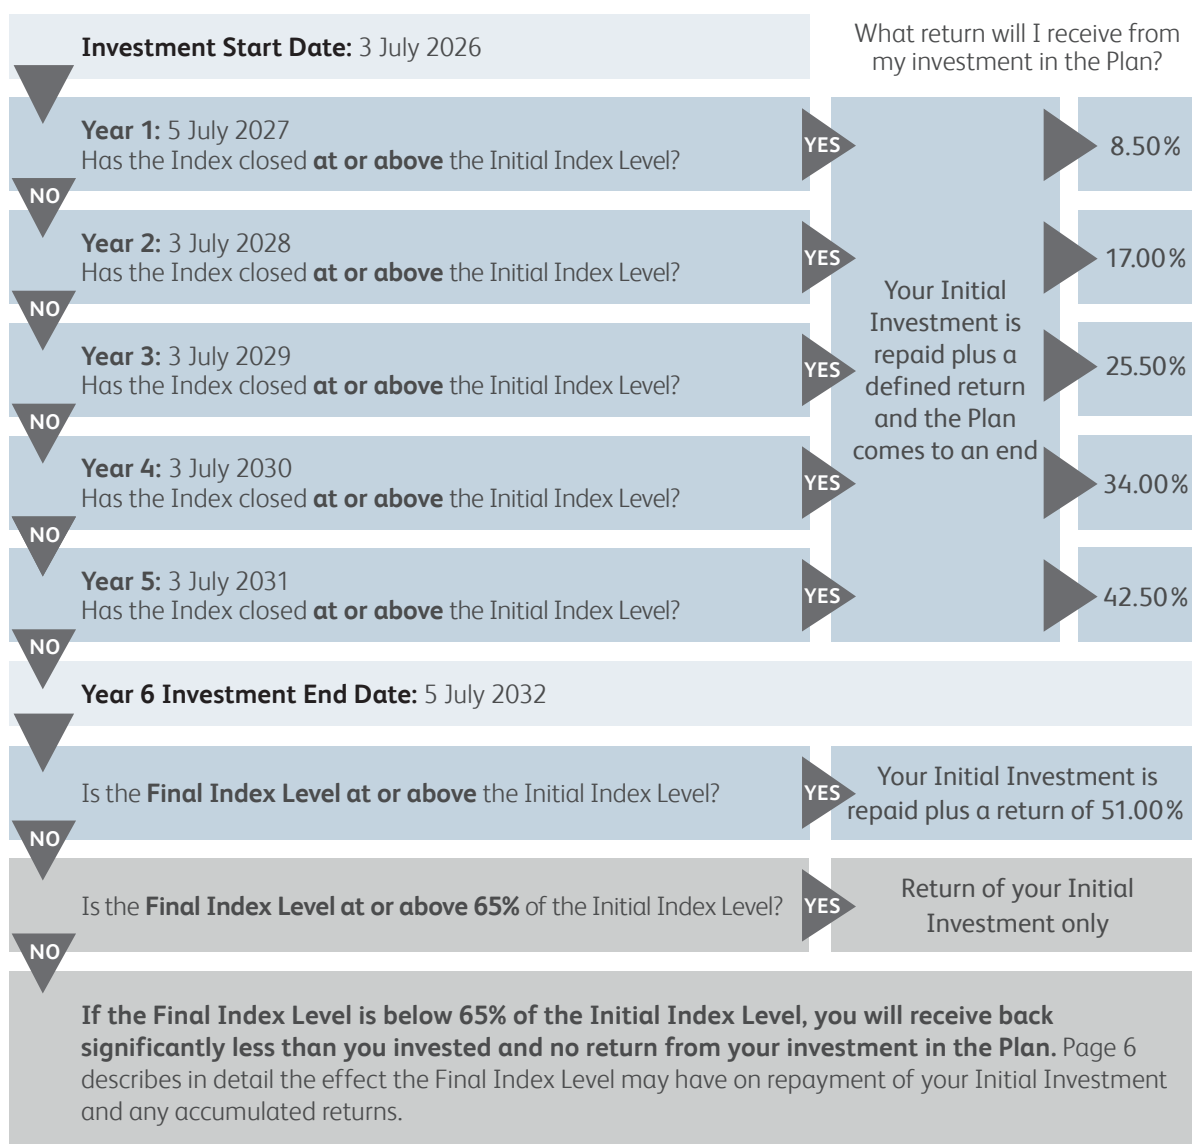 Investment Start Date: 3 July 2026
What return will I receive from
my investment in the Plan?
Year 1: 5 July 2027
Has the Index closed at or above the Initial Index Level?
YES
8.50%
NO
Year 2: 3 July 2028
Has the Index closed at or above the Initial Index Level?
YES
17.00%
NO
Year 3: 3 July 2029
Has the Index closed at or above the Initial Index Level?
YES
25.50%
NO
Year 4: 3 July 2030
Has the Index closed at or above the Initial Index Level?
YES
34.00%
NO
Year 5: 3 July 2031
Has the Index closed at or above the Initial Index Level?
YES
42.50%
Your Initial
Investment is
repaid plus a
defined return
and the Plan
comes to an end
NO
Year 6 Investment End Date: 5 July 2032
Is the Final Index Level at or above the Initial Index Level?
YES
Your Initial Investment is
repaid plus a return of 51.00%
NO
Is the Final Index Level at or above 65% of the Initial Index Level?
YES
Return of your Initial
Investment only
NO
If the Final Index Level is below 65% of the Initial Index Level, you will receive back
significantly less than you invested and no return from your investment in the Plan. Page 6
describes in detail the effect the Final Index Level may have on repayment of your Initial Investment
and any accumulated returns.